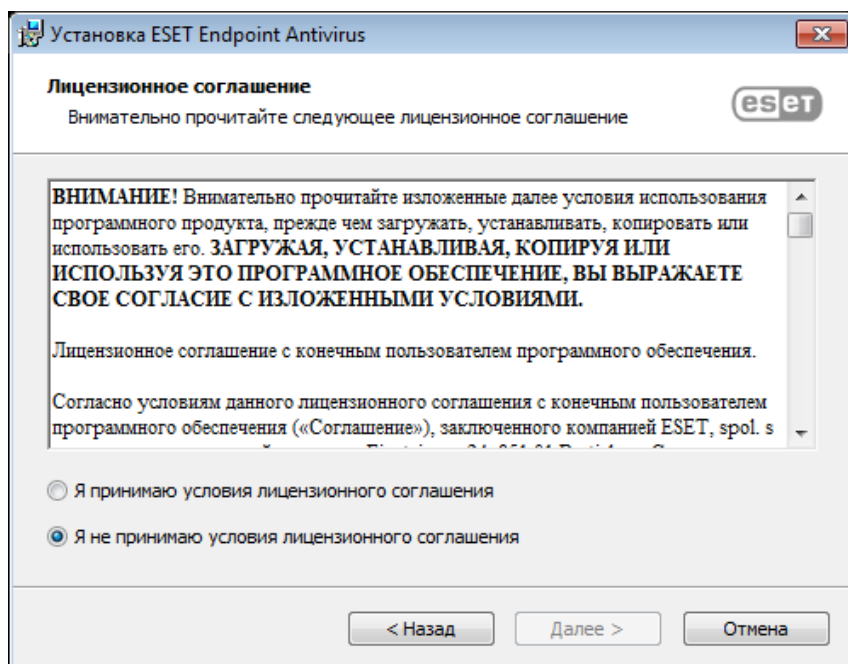 Установка ESET Endpoint Antivirus
Лицензионное соглашение
Внимательно прочитайте следующее лицензионное соглашение
eseT
ВНИМАНИЕ! Внимательно прочитайте изложенные далее условия использования
программного продукта, прежде чем загружать, устанавливать, копировать или
использовать его. ЗАГРУЖАЯ, УСТАНАВЛИВАЯ, КОПИРУЯ ИЛИ
ИСПОЛЬЗУЯ ЭТО ПРОГРАММНОЕ ОБЕСПЕЧЕНИЕ, ВЫ ВЫРАЖАЕТЕ
СВОЕ СОГЛАСИЕ С ИЗЛОЖЕННЫМИ УСЛОВИЯМИ.
Лицензионное соглашение с конечным пользователем программного обеспечения.
Согласно условиям данного лицензионного соглашения с конечным пользователем
программного обеспечения («Соглашение»), заключенного компанией ESET, spol. s
Я принимаю условия лицензионного соглашения
Я не принимаю условия лицензионного соглашения
< Назад
Далее >
Отмена